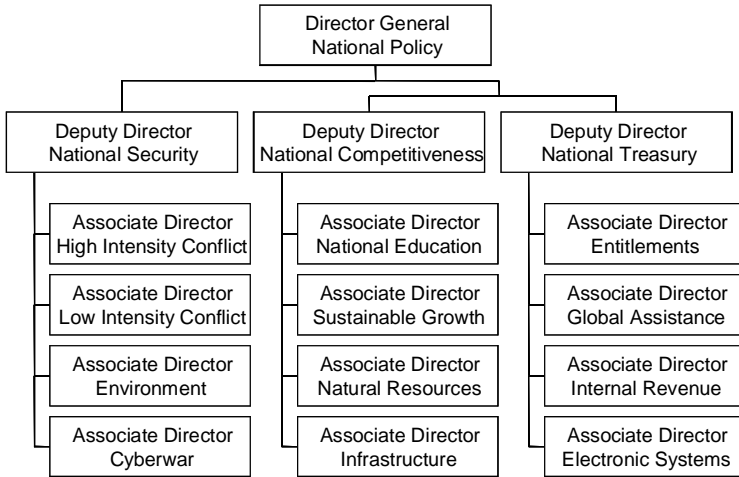 Director General
National Policy
Deputy Director
National Security
Deputy Director
National Competitiveness
Deputy Director
National Treasury
Associate Director
High Intensity Conflict
Associate Director
Low Intensity Conflict
Associate Director
Environment
Associate Director
Cyberwar
Associate Director
National Education
Associate Director
Sustainable Growth
Associate Director
Natural Resources
Associate Director
Infrastructure
Associate Director
Entitlements
Associate Director
Global Assistance
Associate Director
Internal Revenue
Associate Director
Electronic Systems